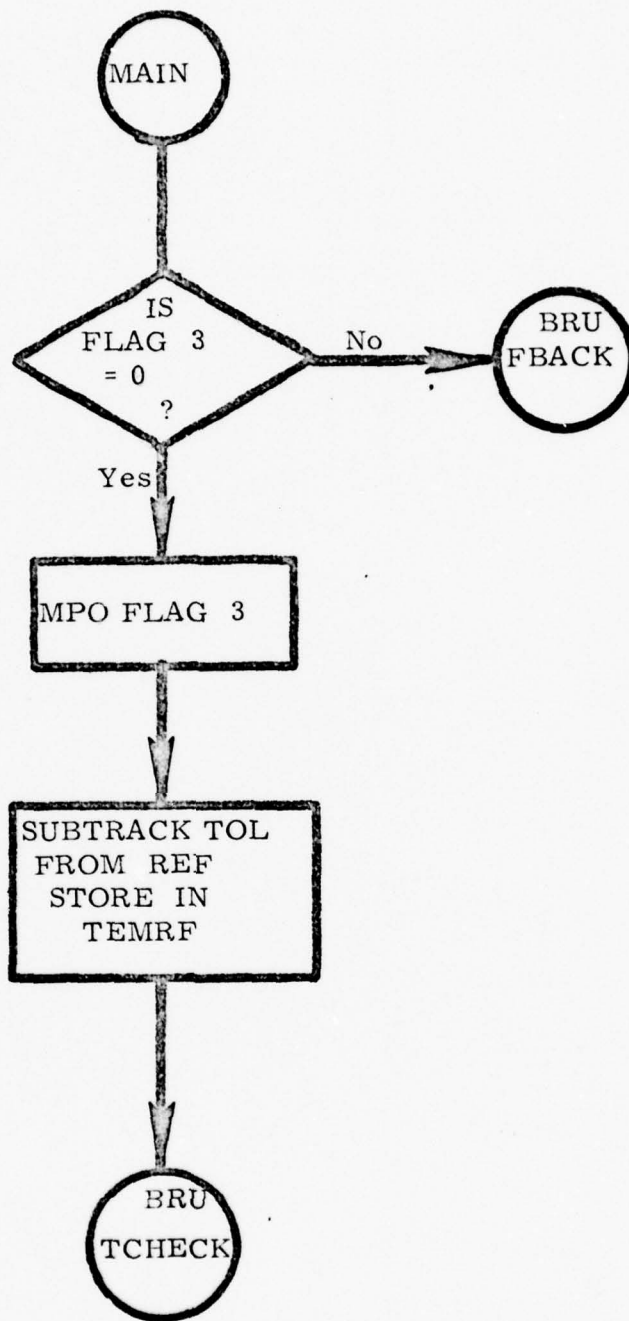 MAIN
IS
FLAG 3
= 0
?
No
BRU
FBACK
Yes
MPO FLAG 3
SUBTRACK TOL
FROM REF
STORE IN
TEMRF
BRU
TCHECK